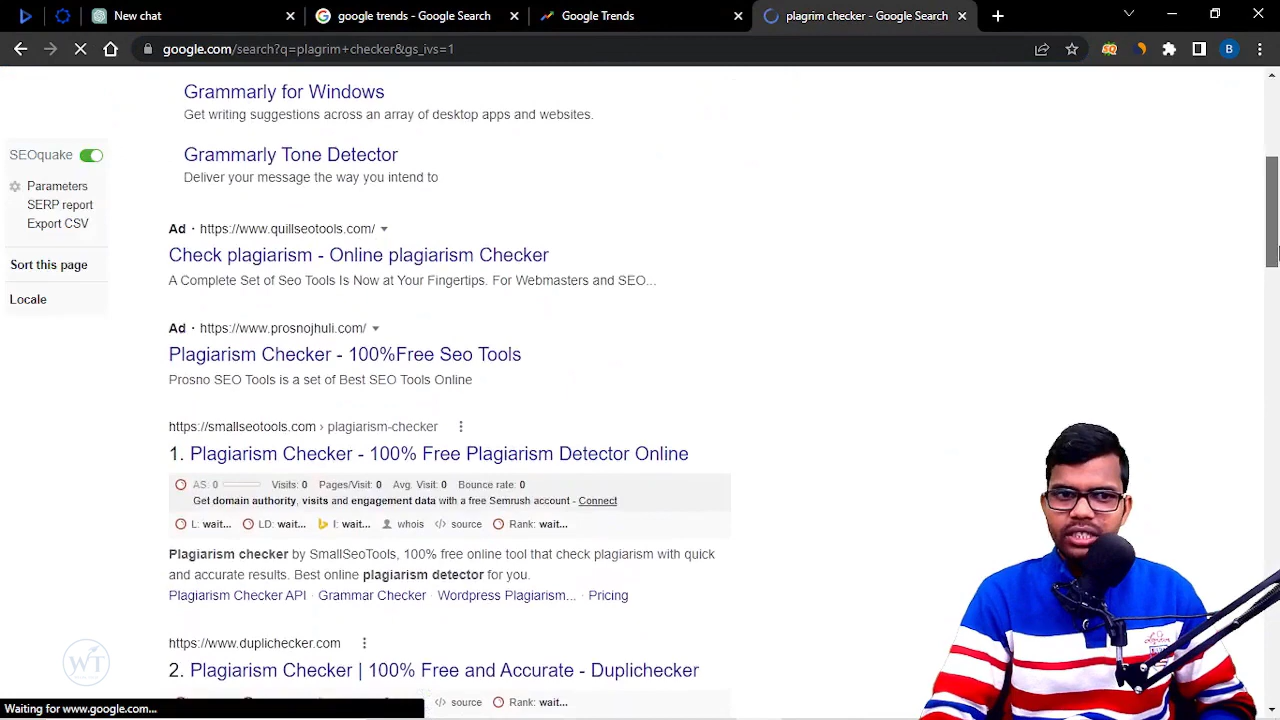 New chat
google trends - Google Search
Google Trends
plagrim checker - Google Search
google.com/search?q=plagrim+checker&gs_ivs=1
B
Grammarly for Windows
Get writing suggestions across an array of desktop apps and websites.
Grammarly Tone Detector
Deliver your message the way you intend to
SEOquake
Parameters
SERP report
Export CSV
Sort this page
Locale
Ad · https://www.quillseotools.com/
Check plagiarism - Online plagiarism Checker
A Complete Set of Seo Tools Is Now at Your Fingertips. For Webmasters and SEO...
Ad · https://www.prosnojhuli.com/
Plagiarism Checker - 100%Free Seo Tools
Prosno SEO Tools is a set of Best SEO Tools Online
https://smallseotools.com › plagiarism-checker
1. Plagiarism Checker - 100% Free Plagiarism Detector Online
AS: 0 Visits: 0 Pages/Visit: 0 Avg. Visit: 0 Bounce rate: 0
Get domain authority, visits and engagement data with a free Semrush account - Connect
L: wait... LD: wait... I: wait... whois </> source Rank: wait...
Plagiarism checker by SmallSeoTools, 100% free online tool that check plagiarism with quick
and accurate results. Best online plagiarism detector for you.
Plagiarism Checker API · Grammar Checker · Wordpress Plagiarism... · Pricing
https://www.duplichecker.com
2. Plagiarism Checker | 100% Free and Accurate - Duplichecker
</> source Rank: wait...
WT
Waiting for www.google.com...